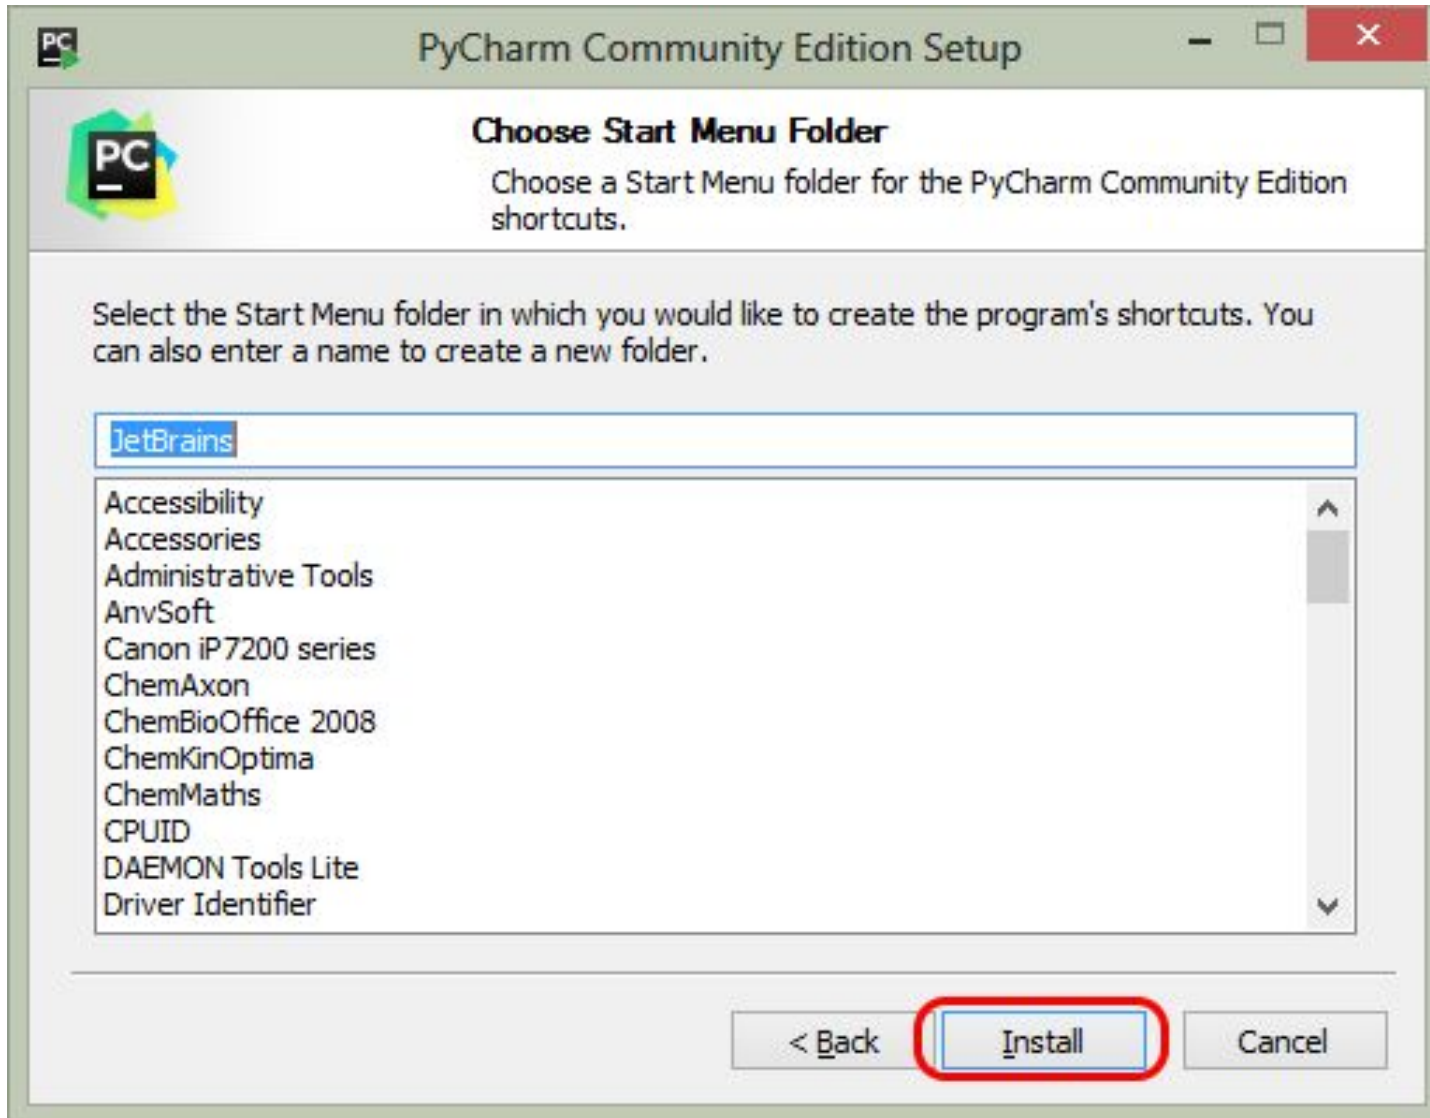 PC
PyCharm Community Edition Setup
PC
Choose Start Menu Folder
Choose a Start Menu folder for the PyCharm Community Edition
shortcuts.
Select the Start Menu folder in which you would like to create the program's shortcuts. You
can also enter a name to create a new folder.
JetBrains
Accessibility
Accessories
Administrative Tools
AnvSoft
Canon iP7200 series
ChemAxon
ChemBioOffice 2008
ChemKinOptima
ChemMaths
CPUID
DAEMON Tools Lite
Driver Identifier
< Back
Install
Cancel